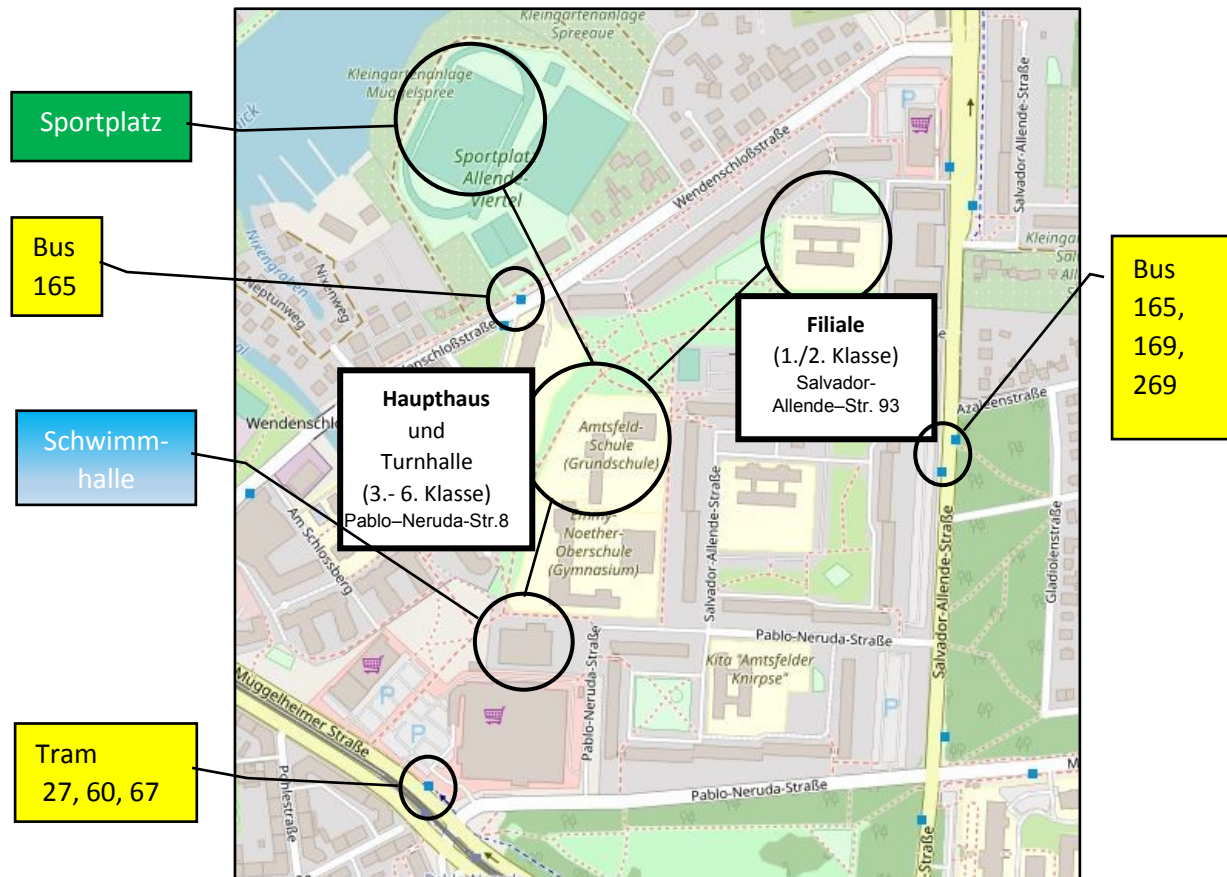 Kleingartenanlage
Spreeaue
Kleingartenanlage
Müggelspree
Sportplatz
Sportplatz
Allende-
Viertel
Wendenschloßstraße
Salvador-Allende-Straße
P
Bus
165
Nixengraben
Nixenweg
Neptunweg
Bus
165,
169,
269
Filiale
(1./2. Klasse)
Salvador-
Allende–Str. 93
Haupthaus
und
Turnhalle
(3.- 6. Klasse)
Pablo–Neruda-Str.8
Azaleenstraße
Amtsfeld-
Schule
(Grundschule)
Schwimm-
halle
Emmy-
Noether-
Oberschule
(Gymnasium)
Am Schlossberg
Salvador-Allende-Straße
Salvador-Allende-Straße
Gladiolenstraße
Pablo-Neruda-Straße
Kita "Amtsfelder
Knirpse"
Pablo-Neruda-Straße
P
P
P
Müggelheimer Straße
Tram
27, 60, 67
Pohlestraße
Pablo-Neruda-Straße